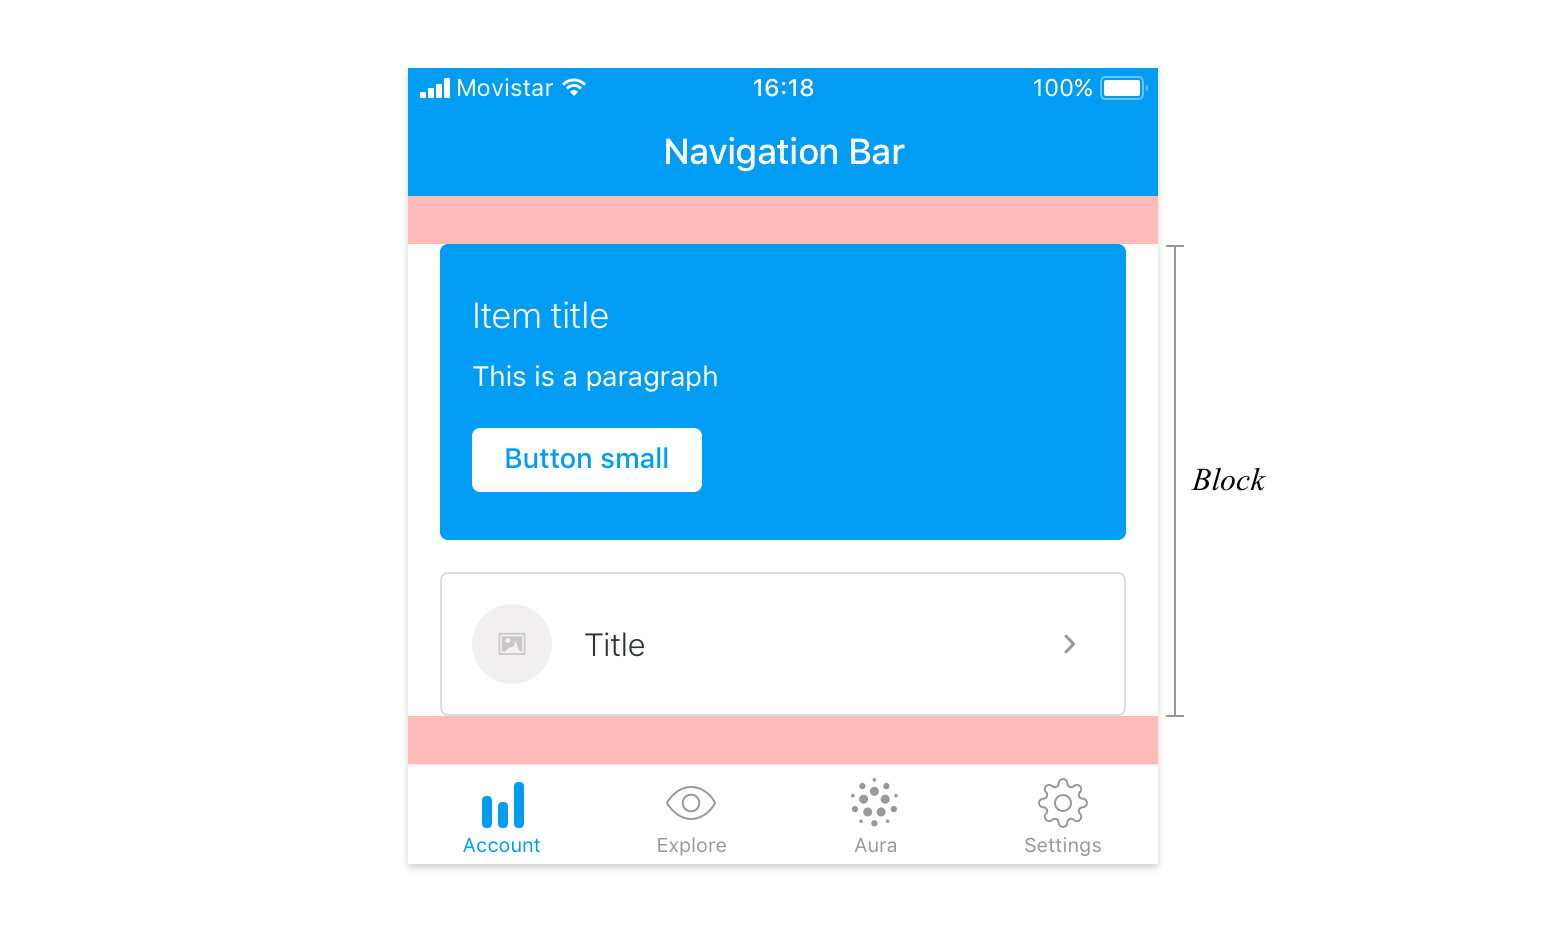 Movistar 16:18 100%
Navigation Bar
Item title
This is a paragraph
Button small
Block
Title
Account Explore Aura Settings